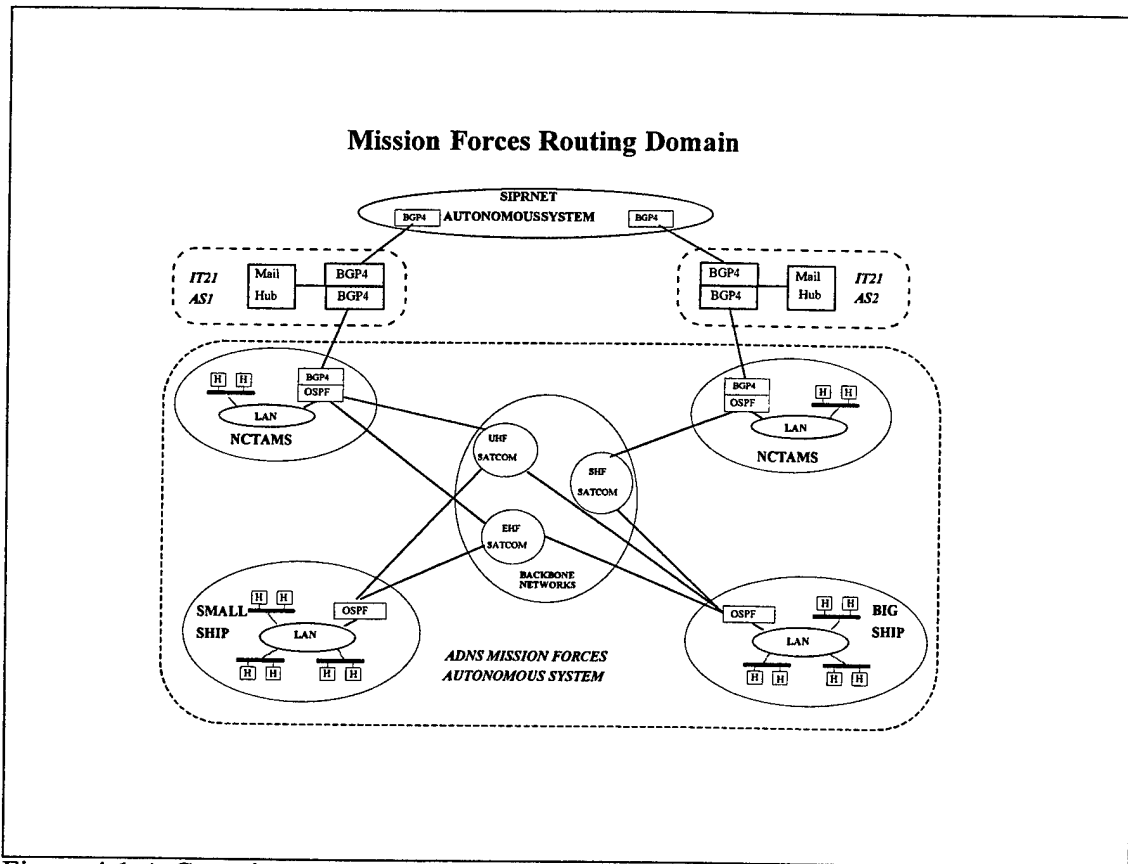 Mission Forces Routing Domain
SIPRNET
BGP4 AUTONOMOUSSYSTEM BGP4
IT21
AS1
Mail
Hub
BGP4
BGP4
BGP4
BGP4
Mail
Hub
IT21
AS2
H H
BGP4
OSPF
LAN
NCTAMS
BGP4
OSPF
H H
LAN
NCTAMS
UHF
SATCOM
SHF
SATCOM
EHF
SATCOM
BACKBONE
NETWORKS
SMALL
SHIP
H H
OSPF
LAN
H H
H H
ADNS MISSION FORCES
AUTONOMOUS SYSTEM
OSPF
H H
BIG
SHIP
LAN
H H
H H